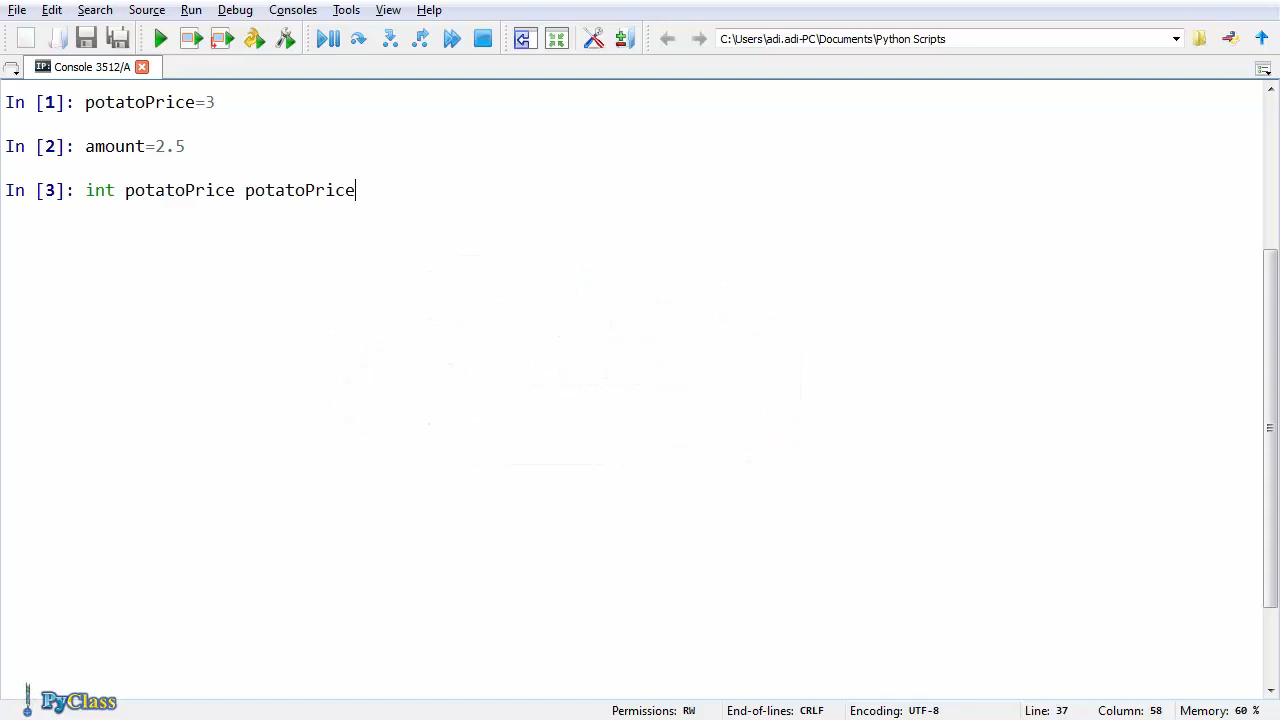 File Edit Search Source Run Debug Consoles Tools View Help
C:\Users\adi.adi-PC\Documents\Python Scripts
IP: Console 3512/A
In [1]: potatoPrice=3
In [2]: amount=2.5
In [3]: int potatoPrice potatoPrice
PyClass
Permissions: RW End-of-lines: CRLF Encoding: UTF-8 Line: 37 Column: 58 Memory: 60 %